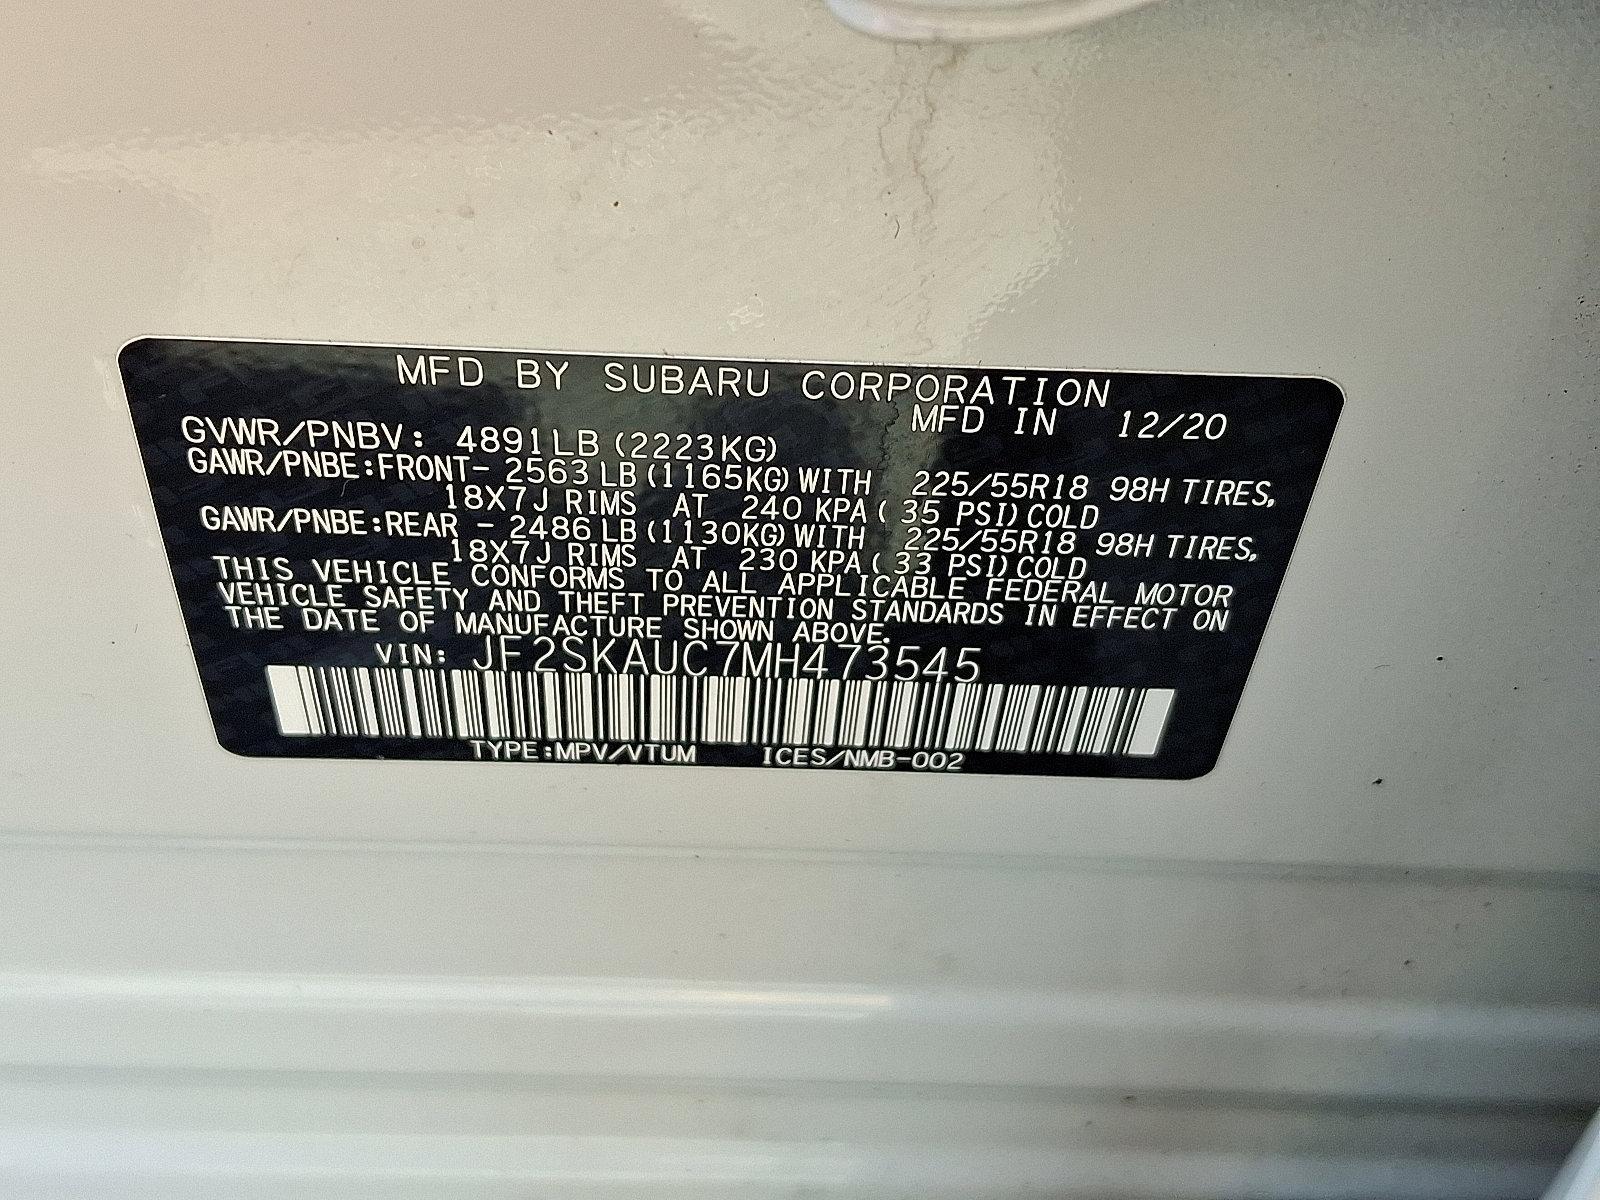 MFD BY SUBARU CORPORATION
MFD IN 12/20
GVWR/PNBV: 4891LB (2223KG)
GAWR/PNBE:FRONT- 2563 LB (1165KG) WITH 225/55R18 98H TIRES,
18X7J RIMS AT 240 KPA ( 35 PSI) COLD
GAWR/PNBE:REAR - 2486 LB (1130KG) WITH 225/55R18 98H TIRES,
18X7J RIMS AT 230 KPA ( 33 PSI) COLD
THIS VEHICLE CONFORMS TO ALL APPLICABLE FEDERAL MOTOR
VEHICLE SAFETY AND THEFT PREVENTION STANDARDS IN EFFECT ON
THE DATE OF MANUFACTURE SHOWN ABOVE.
VIN: JF2SKAUC7MH473545
TYPE:MPV/VTUM ICES/NMB-002